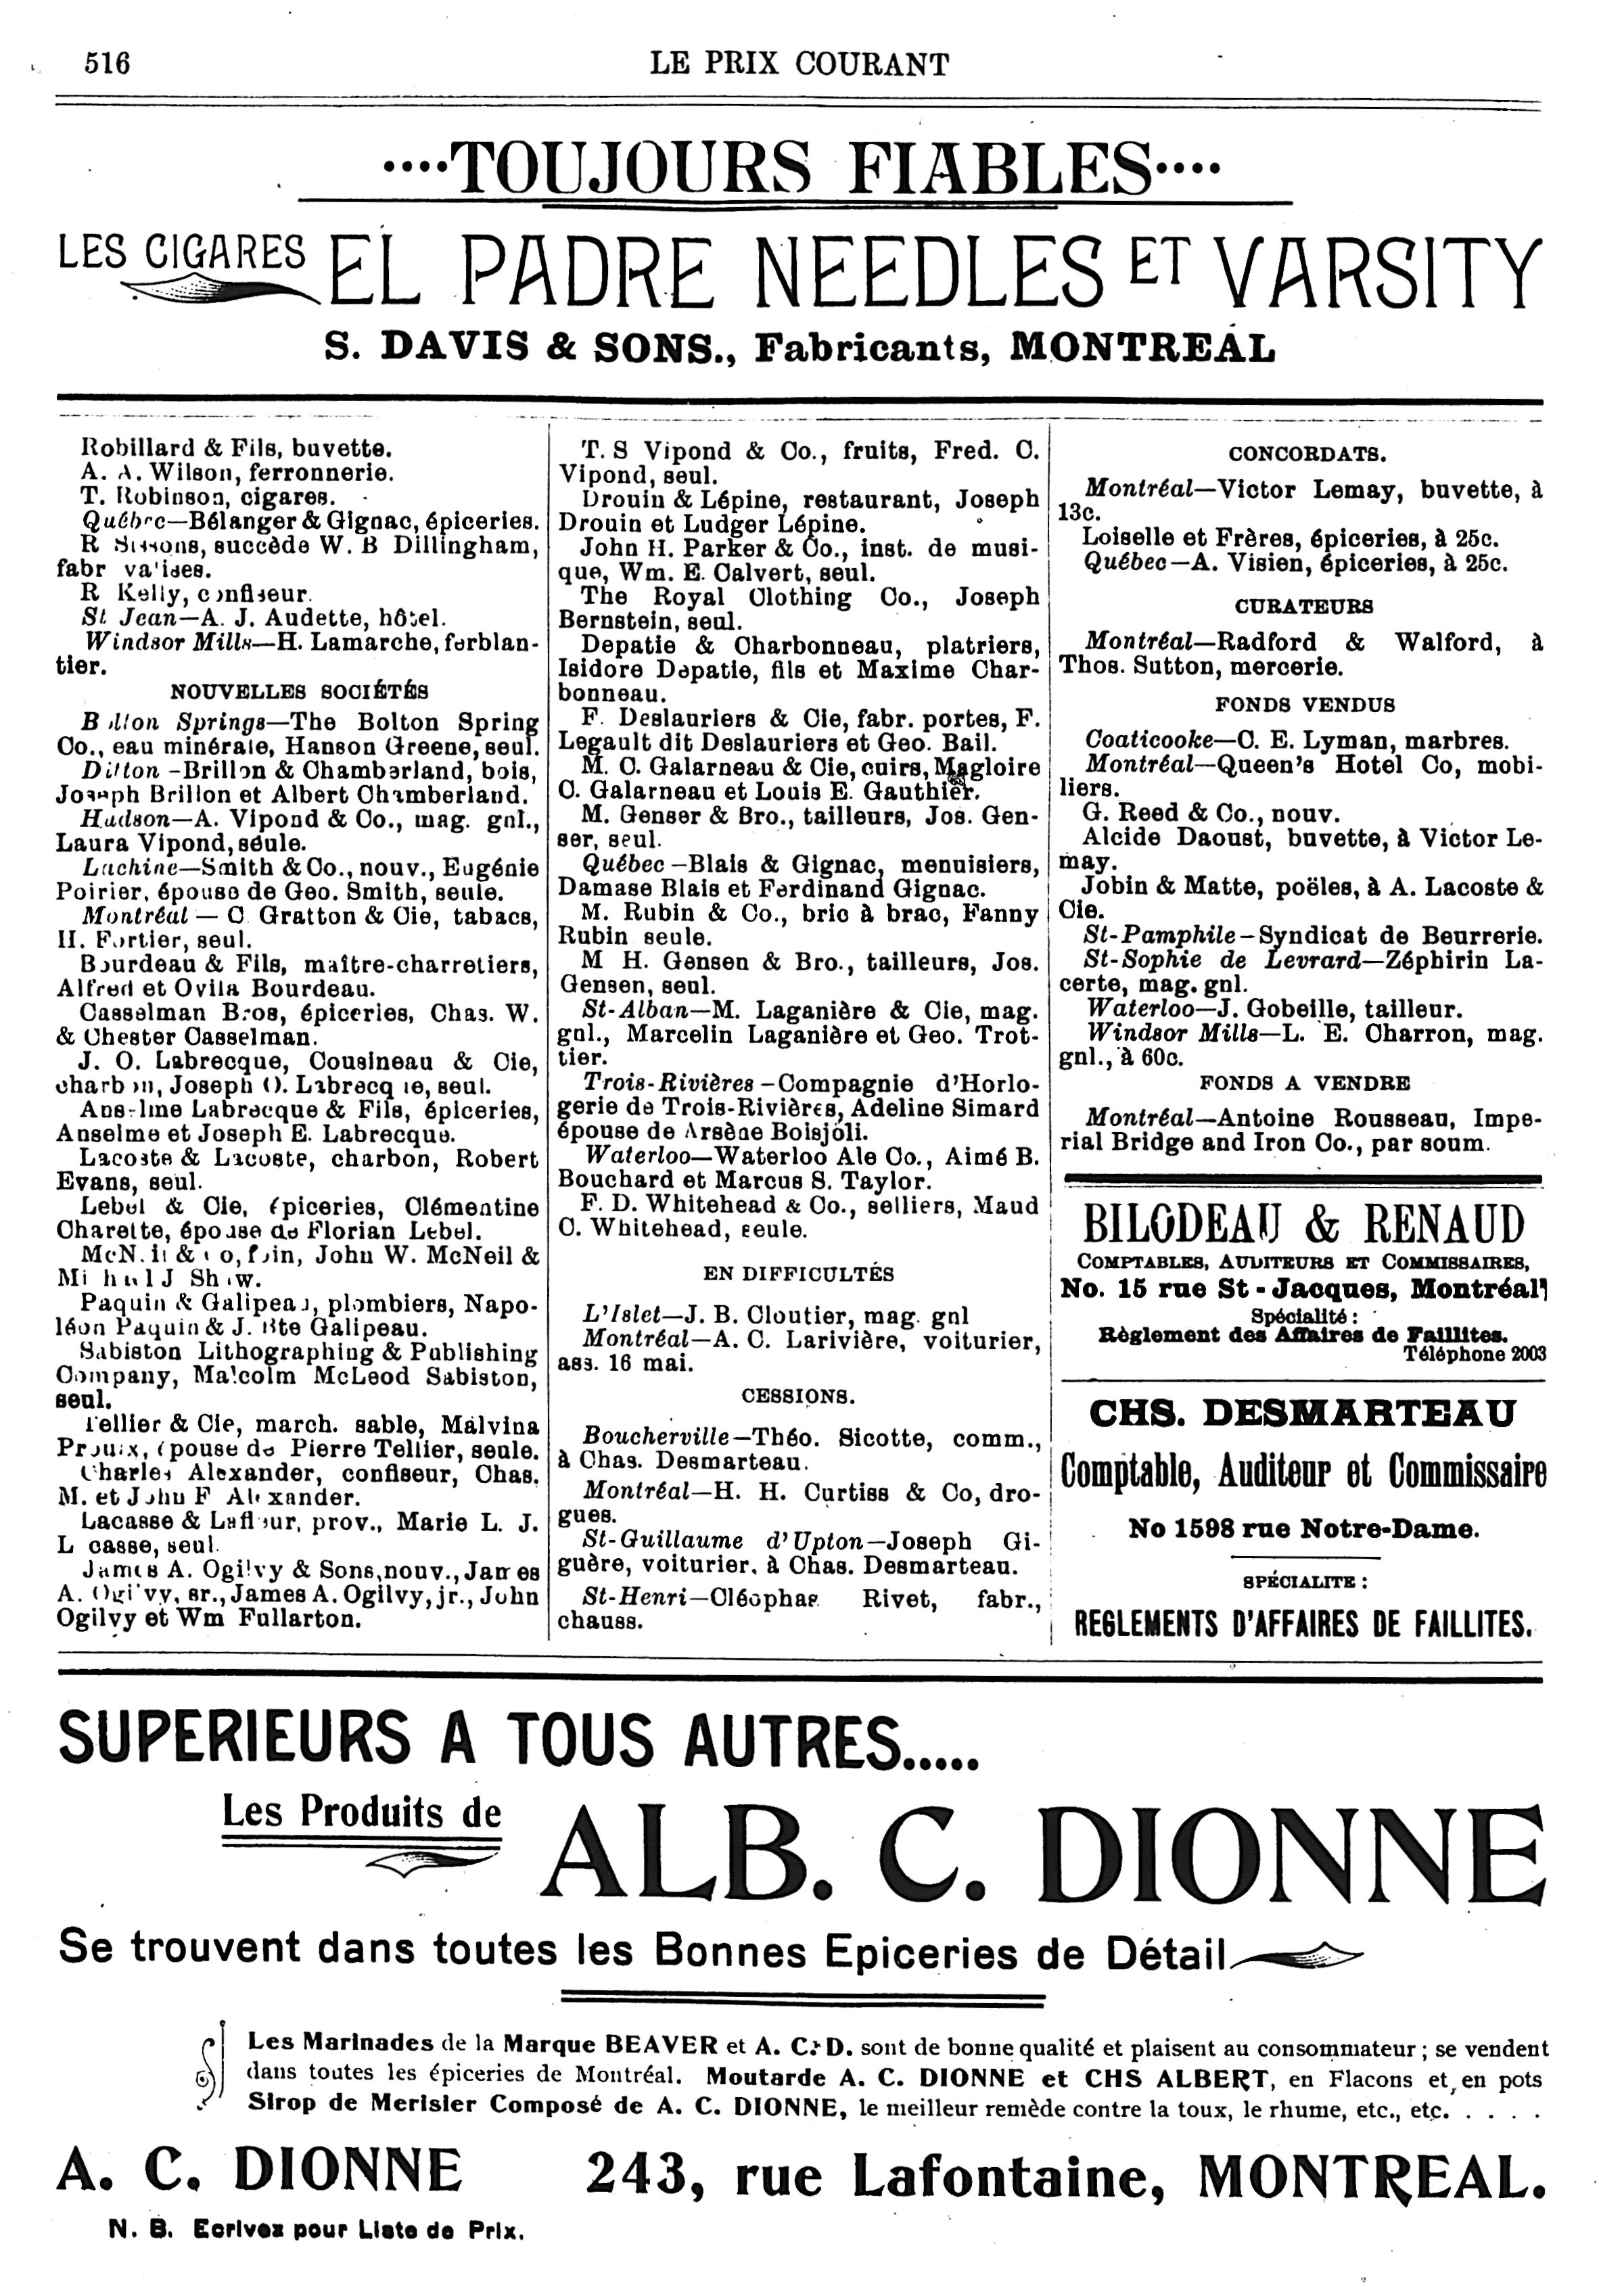 516
LE PRIX COURANT
....TOUJOURS FIABLES....
LES CIGARES EL PADRE NEEDLES ET VARSITY
S. DAVIS & SONS., Fabricants, MONTREAL
Robillard & Fils, buvette.
A. A. Wilson, ferronnerie.
T. Robinson, cigares.
Québec—Bélanger & Gignac, épiceries.
R Sissons, succède W. B Dillingham,
fabr valises.
R Kelly, confiseur.
St Jean—A. J. Audette, hôtel.
Windsor Mills—H. Lamarche, ferblan-
tier.
NOUVELLES SOCIÉTÉS
Bolton Springs—The Bolton Spring
Co., eau minérale, Hanson Greene, seul.
Ditton—Brillon & Chamberland, bois,
Joseph Brillon et Albert Chamberland.
Hudson—A. Vipond & Co., mag. gnl.,
Laura Vipond, seule.
Lachine—Smith & Co., nouv., Eugénie
Poirier, épouse de Geo. Smith, seule.
Montréal — C. Gratton & Cie, tabacs,
H. Fortier, seul.
Bourdeau & Fils, maître-charretiers,
Alfred et Ovila Bourdeau.
Casselman Bros, épiceries, Chas. W.
& Chester Casselman.
J. O. Labrecque, Cousineau & Cie,
charbon, Joseph O. Labrecque, seul.
Anselme Labrecque & Fils, épiceries,
Anselme et Joseph E. Labrecque.
Lacoste & Lacoste, charbon, Robert
Evans, seul.
Lebel & Cie, épiceries, Clémentine
Charette, épouse de Florian Lebel.
McNeil & Co, foin, John W. McNeil &
J Shaw.
Paquin & Galipeau, plombiers, Napo-
léon Paquin & J. Bte Galipeau.
Sabiston Lithographing & Publishing
Company, Malcolm McLeod Sabiston,
seul.
Tellier & Cie, march. sable, Malvina
Proulx, épouse de Pierre Tellier, seule.
Charles Alexander, confiseur, Chas.
M. et John F Alexander.
Lacasse & Lafleur, prov., Marie L. J.
Lacasse, seul.
James A. Ogilvy & Sons, nouv., James
A. Ogilvy, sr., James A. Ogilvy, jr., John
Ogilvy et Wm Fullarton.
T. S Vipond & Co., fruits, Fred. C.
Vipond, seul.
Drouin & Lépine, restaurant, Joseph
Drouin et Ludger Lépine.
John H. Parker & Co., inst. de musi-
que, Wm. E. Calvert, seul.
The Royal Clothing Co., Joseph
Bernstein, seul.
Depatie & Charbonneau, platriers,
Isidore Depatie, fils et Maxime Char-
bonneau.
F. Deslauriers & Cie, fabr. portes, F.
Legault dit Deslauriers et Geo. Bail.
M. C. Galarneau & Cie, cuirs, Magloire
C. Galarneau et Louis E. Gauthier.
M. Genser & Bro., tailleurs, Jos. Gen-
ser, seul.
Québec—Blais & Gignac, menuisiers,
Damase Blais et Ferdinand Gignac.
M. Rubin & Co., bric à brac, Fanny
Rubin seule.
M H. Gensen & Bro., tailleurs, Jos.
Gensen, seul.
St-Alban—M. Laganière & Cie, mag.
gnl., Marcelin Laganière et Geo. Trot-
tier.
Trois-Rivières—Compagnie d'Horlo-
gerie de Trois-Rivières, Adeline Simard
épouse de Arsène Boisjoli.
Waterloo—Waterloo Ale Co., Aimé B.
Bouchard et Marcus S. Taylor.
F. D. Whitehead & Co., selliers, Maud
C. Whitehead, seule.
EN DIFFICULTÉS
L'Islet—J. B. Cloutier, mag. gnl
Montréal—A. C. Larivière, voiturier,
ass. 16 mai.
CESSIONS.
Boucherville—Théo. Sicotte, comm.,
à Chas. Desmarteau.
Montréal—H. H. Curtiss & Co, dro-
gues.
St-Guillaume d'Upton—Joseph Gi-
guère, voiturier, à Chas. Desmarteau.
St-Henri—Cléophas Rivet, fabr.,
chauss.
CONCORDATS.
Montréal—Victor Lemay, buvette, à
13c.
Loiselle et Frères, épiceries, à 25c.
Québec—A. Visien, épiceries, à 25c.
CURATEURS
Montréal—Radford & Walford, à
Thos. Sutton, mercerie.
FONDS VENDUS
Coaticooke—C. E. Lyman, marbres.
Montréal—Queen's Hotel Co, mobi-
liers.
G. Reed & Co., nouv.
Alcide Daoust, buvette, à Victor Le-
may.
Jobin & Matte, poëles, à A. Lacoste &
Cie.
St-Pamphile—Syndicat de Beurrerie.
St-Sophie de Levrard—Zéphirin La-
certe, mag. gnl.
Waterloo—J. Gobeille, tailleur.
Windsor Mills—L. E. Charron, mag.
gnl., à 60c.
FONDS A VENDRE
Montréal—Antoine Rousseau, Impe-
rial Bridge and Iron Co., par soum.
BILODEAU & RENAUD
COMPTABLES, AUDITEURS ET COMMISSAIRES,
No. 15 rue St-Jacques, Montréal
Spécialité :
Règlement des Affaires de Faillites.
Téléphone 2003
CHS. DESMARTEAU
Comptable, Auditeur et Commissaire
No 1598 rue Notre-Dame.
SPÉCIALITE :
REGLEMENTS D'AFFAIRES DE FAILLITES.
SUPERIEURS A TOUS AUTRES.....
Les Produits de ALB. C. DIONNE
Se trouvent dans toutes les Bonnes Epiceries de Détail
Les Marinades de la Marque BEAVER et A. C. D. sont de bonne qualité et plaisent au consommateur ; se vendent
dans toutes les épiceries de Montréal. Moutarde A. C. DIONNE et CHS ALBERT, en Flacons et en pots
Sirop de Merisier Composé de A. C. DIONNE, le meilleur remède contre la toux, le rhume, etc., etc. . . . .
A. C. DIONNE 243, rue Lafontaine, MONTREAL.
N. B. Ecrivez pour Liste de Prix.